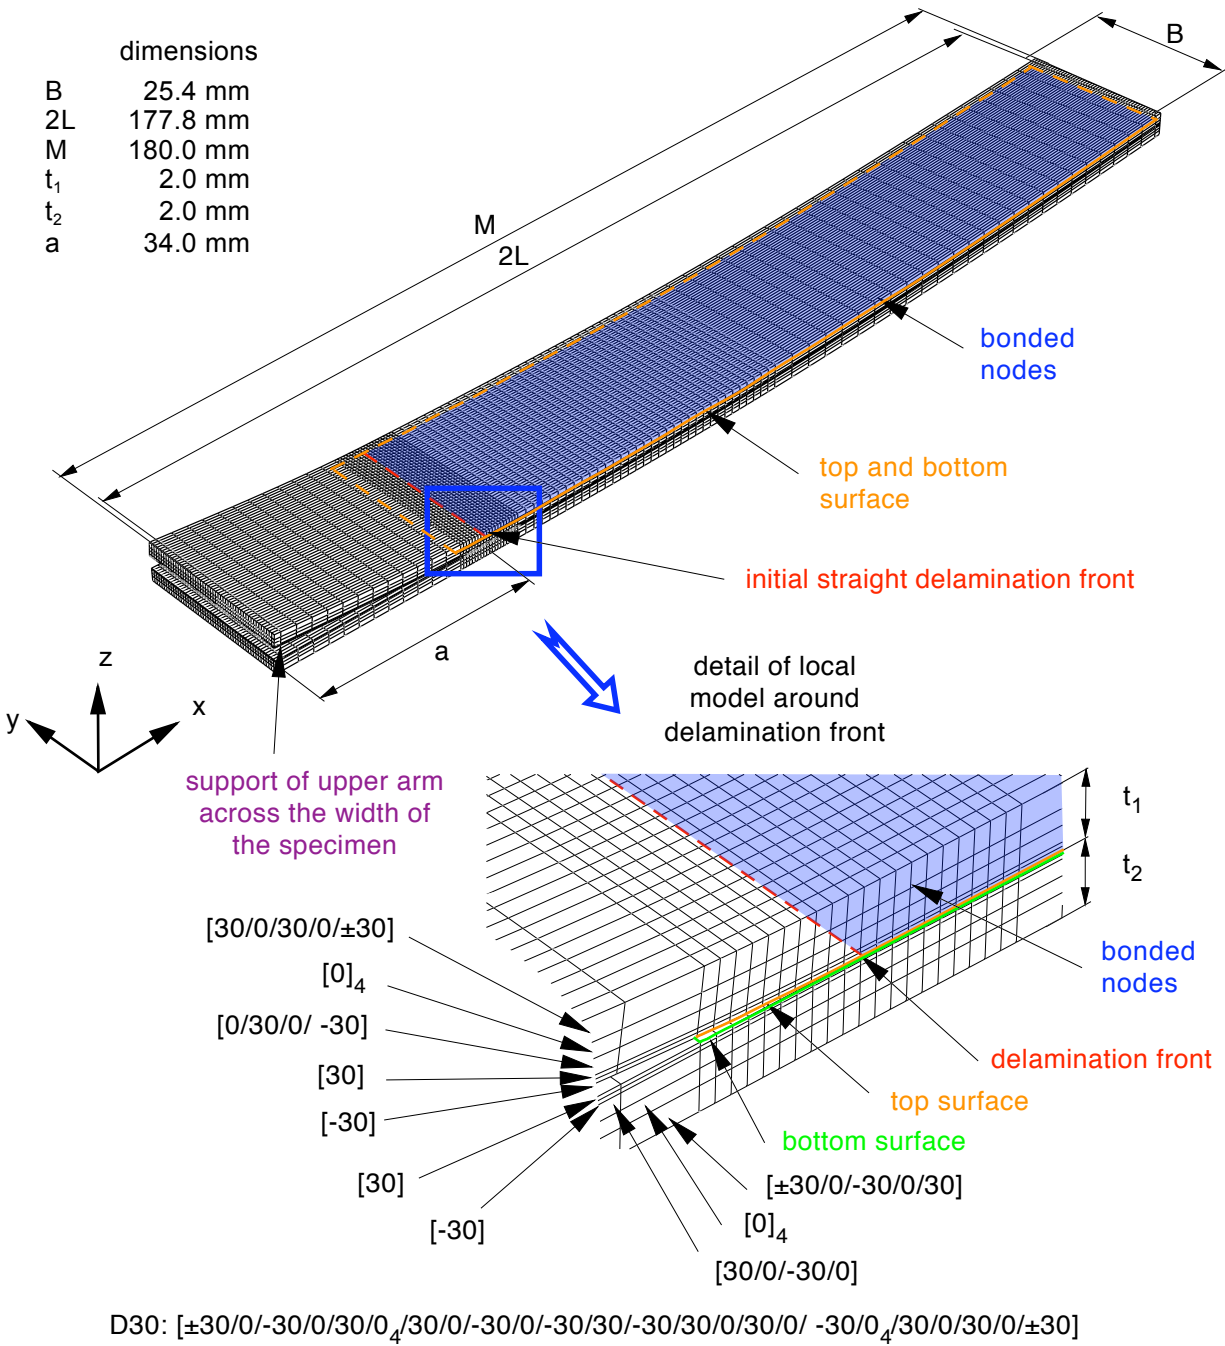 dimensions
B 25.4 mm
2L 177.8 mm
M 180.0 mm
t₁ 2.0 mm
t₂ 2.0 mm
a 34.0 mm
B
M
2L
bonded
nodes
top and bottom
surface
initial straight delamination front
a
z
y
x
detail of local
model around
delamination front
support of upper arm
across the width of
the specimen
t₁
t₂
[30/0/30/0/±30]
[0]₄
[0/30/0/ -30]
[30]
[-30]
[30]
[-30]
bonded
nodes
delamination front
top surface
bottom surface
[±30/0/-30/0/30]
[0]₄
[30/0/-30/0]
D30: [±30/0/-30/0/30/0₄/30/0/-30/0/-30/30/-30/30/0/30/0/ -30/0₄/30/0/30/0/±30]